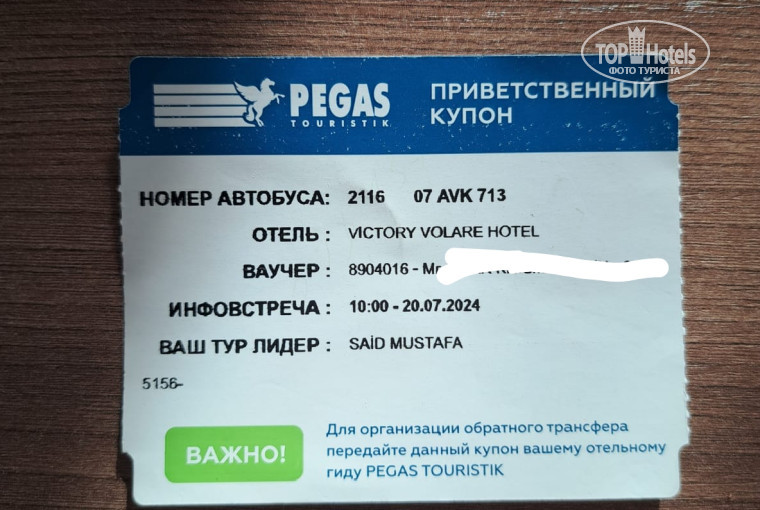 TOP Hotels
ФОТО ТУРИСТА
PEGAS
TOURISTIK
ПРИВЕТСТВЕННЫЙ
КУПОН
НОМЕР АВТОБУСА: 2116 07 AVK 713
ОТЕЛЬ : VICTORY VOLARE HOTEL
ВАУЧЕР : 8904016 -
ИНФОВСТРЕЧА : 10:00 - 20.07.2024
ВАШ ТУР ЛИДЕР : SAİD MUSTAFA
5156-
ВАЖНО!
Для организации обратного трансфера
передайте данный купон вашему отельному
гиду PEGAS TOURISTIK